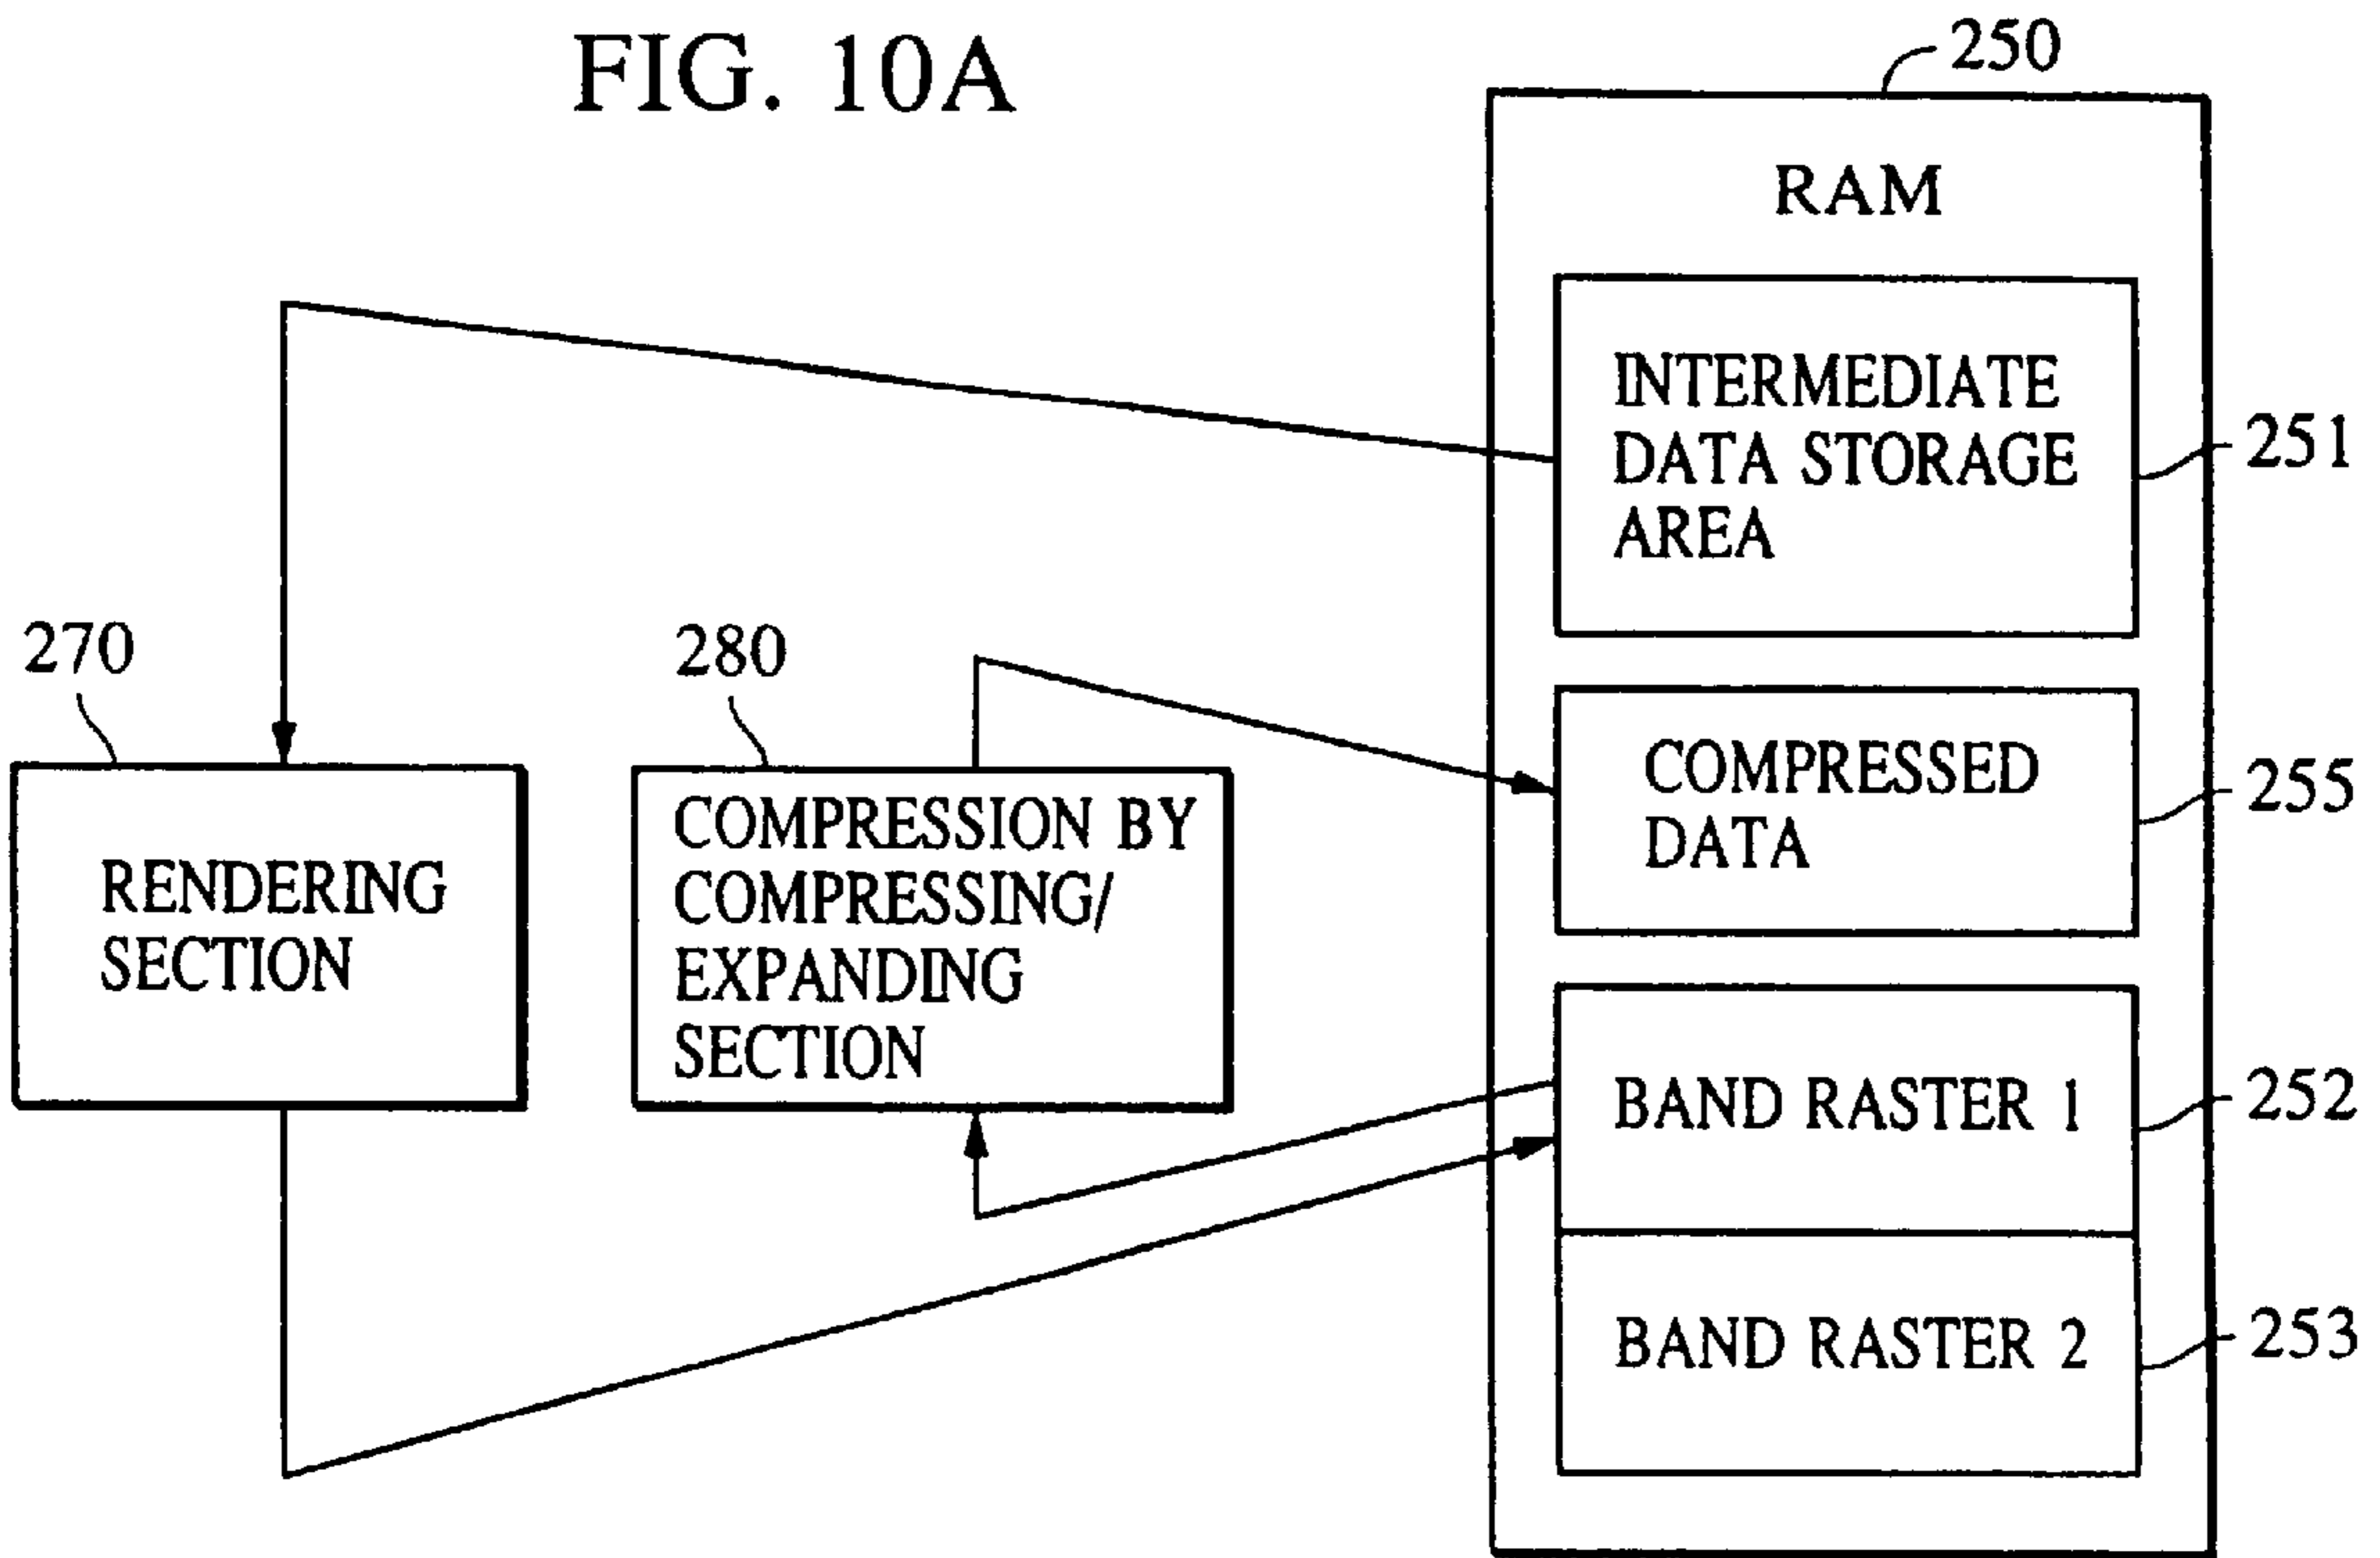 FIG. 10A
250
RAM
INTERMEDIATE
DATA STORAGE
AREA
251
270
280
COMPRESSED
DATA
255
RENDERING
SECTION
COMPRESSION BY
COMPRESSING/
EXPANDING
SECTION
BAND RASTER 1
252
BAND RASTER 2
253